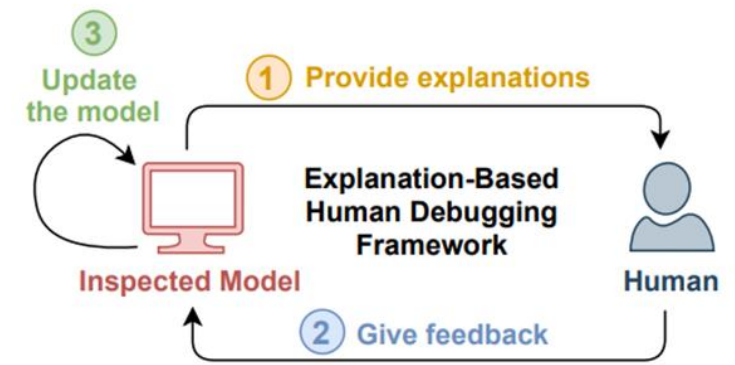 3
Update
the model
1 Provide explanations
Explanation-Based
Human Debugging
Framework
Inspected Model
Human
2 Give feedback